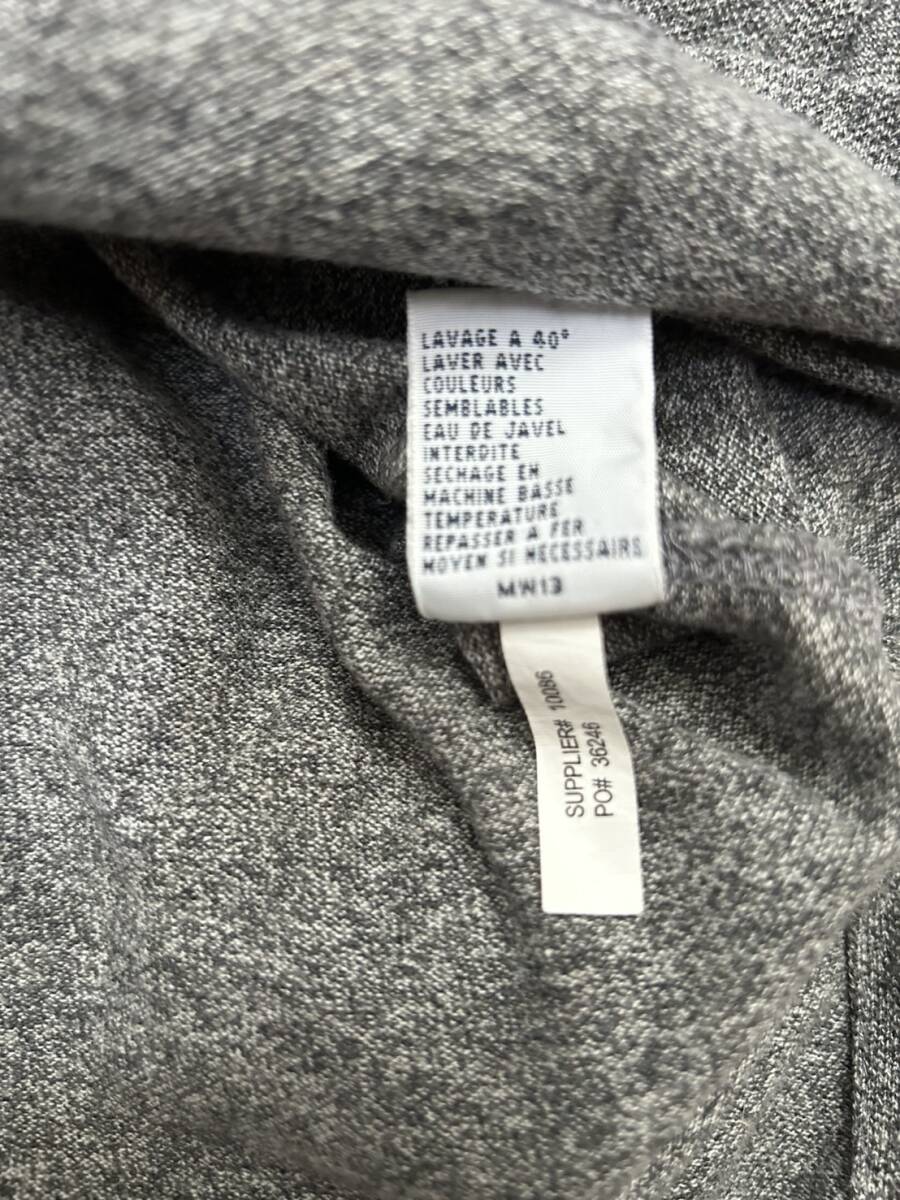 LAVAGE A 40°
LAVER AVEC
COULEURS
SEMBLABLES
EAU DE JAVEL
INTERDITE
SECHAGE EN
MACHINE BASSE
TEMPERATURE
REPASSER A FER
MOYEN SI NECESSAIRS
MW13
SUPPLIER# 10086
PO# 36246